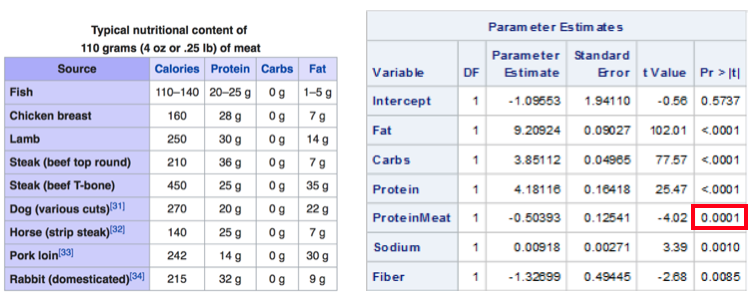 Typical nutritional content of
110 grams (4 oz or .25 lb) of meat
Source Calories Protein Carbs Fat
Fish 110–140 20–25 g 0 g 1–5 g
Chicken breast 160 28 g 0 g 7 g
Lamb 250 30 g 0 g 14 g
Steak (beef top round) 210 36 g 0 g 7 g
Steak (beef T-bone) 450 25 g 0 g 35 g
Dog (various cuts)[31] 270 20 g 0 g 22 g
Horse (strip steak)[32] 140 25 g 0 g 7 g
Pork loin[33] 242 14 g 0 g 30 g
Rabbit (domesticated)[34] 215 32 g 0 g 9 g
Parameter Estimates
Variable DF Parameter Estimate Standard Error t Value Pr > |t|
Intercept 1 -1.09553 1.94110 -0.56 0.5737
Fat 1 9.20924 0.09027 102.01 <.0001
Carbs 1 3.85112 0.04965 77.57 <.0001
Protein 1 4.18116 0.16418 25.47 <.0001
ProteinMeat 1 -0.50393 0.12541 -4.02 0.0001
Sodium 1 0.00918 0.00271 3.39 0.0010
Fiber 1 -1.32699 0.49445 -2.68 0.0085